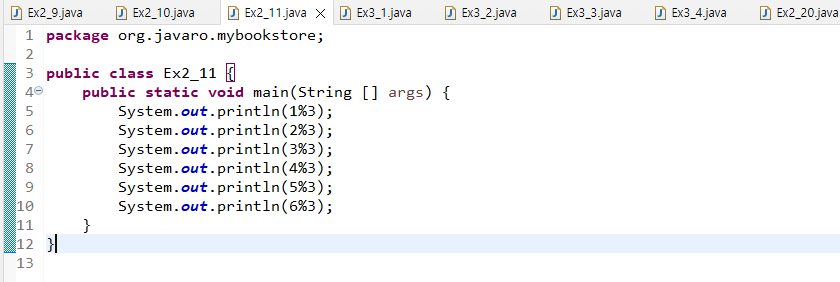 Ex2_9.java Ex2_10.java Ex2_11.java Ex3_1.java Ex3_2.java Ex3_3.java Ex3_4.java Ex2_20.java
1 package org.javaro.mybookstore;
2
3 public class Ex2_11 {
4 public static void main(String [] args) {
5 System.out.println(1%3);
6 System.out.println(2%3);
7 System.out.println(3%3);
8 System.out.println(4%3);
9 System.out.println(5%3);
10 System.out.println(6%3);
11 }
12 }
13